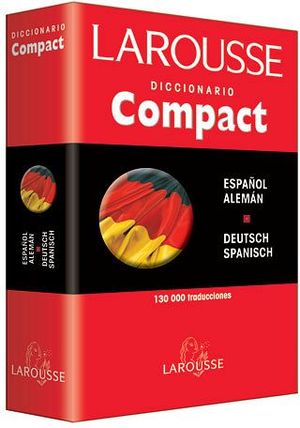 DICCIONARIO
Compact
ESPAÑOL
ALEMÁN
DEUTSCH
SPANISCH
LAROUSSE
LAROUSSE
DICCIONARIO
Compact
ESPAÑOL
ALEMÁN
DEUTSCH
SPANISCH
130 000 traducciones
LAROUSSE